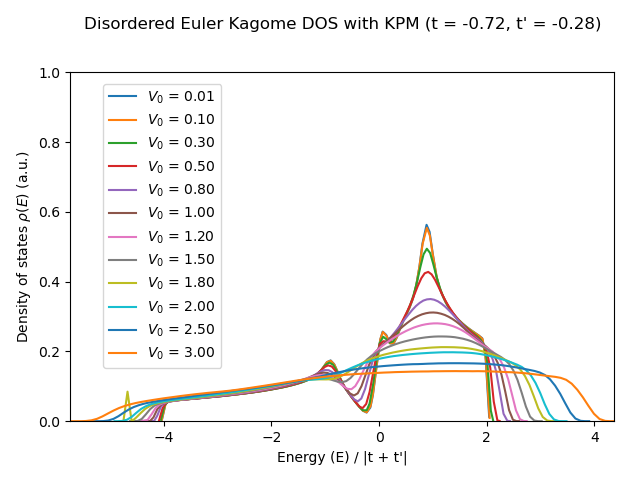 Disordered Euler Kagome DOS with KPM (t = -0.72, t' = -0.28)
1.0
0.8
0.6
0.4
0.2
0.0
Density of states ρ(E) (a.u.)
V₀ = 0.01
V₀ = 0.10
V₀ = 0.30
V₀ = 0.50
V₀ = 0.80
V₀ = 1.00
V₀ = 1.20
V₀ = 1.50
V₀ = 1.80
V₀ = 2.00
V₀ = 2.50
V₀ = 3.00
−4 −2 0 2 4
Energy (E) / |t + t'|